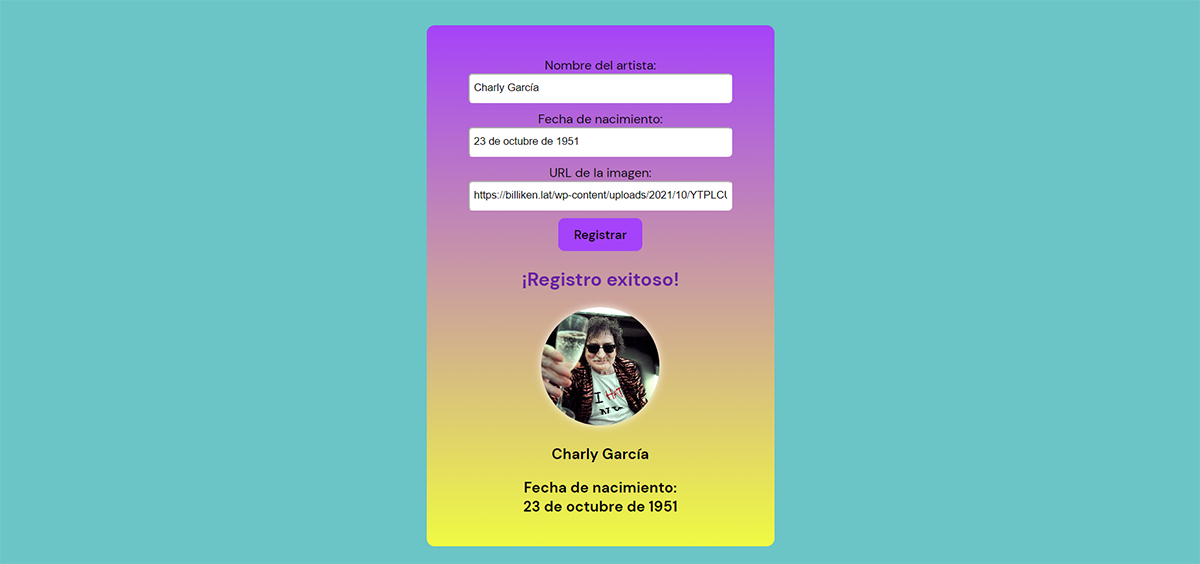 Nombre del artista:
Charly García
Fecha de nacimiento:
23 de octubre de 1951
URL de la imagen:
https://billiken.lat/wp-content/uploads/2021/10/YTPLCU
Registrar
¡Registro exitoso!
I HATE
Charly García
Fecha de nacimiento:
23 de octubre de 1951